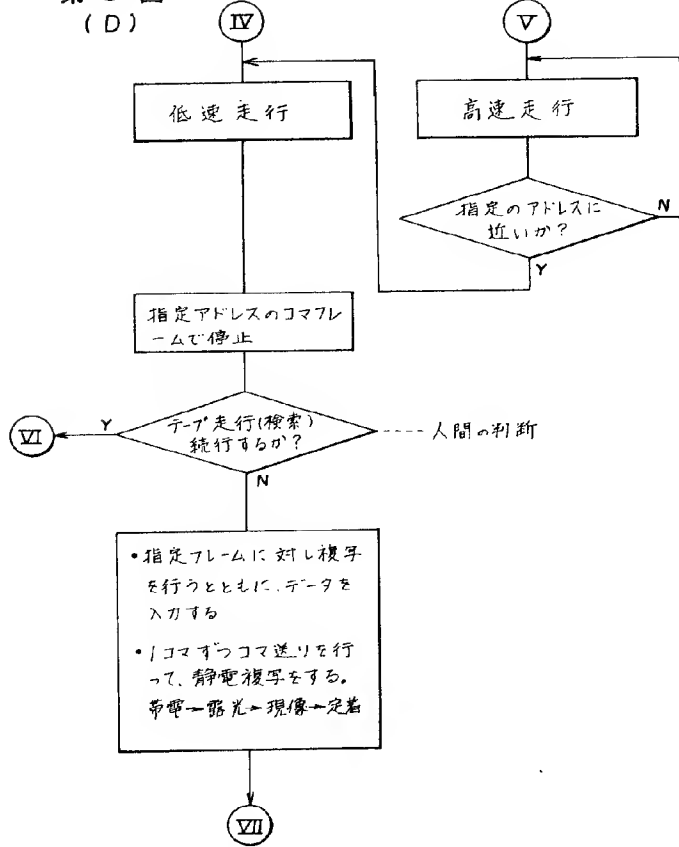 (D)
IV
V
低速走行
高速走行
指定のアドレスに
近いか?
N
Y
指定アドレスのコマフレ
ームで停止
VI
Y
テープ走行(検索)
続行するか?
人間の判断
N
•指定フレームに対し複写
を行うとともに、データを
入力する
•1コマずつコマ送りを行
って、静電複写をする。
帯電→露光→現像→定着
VII